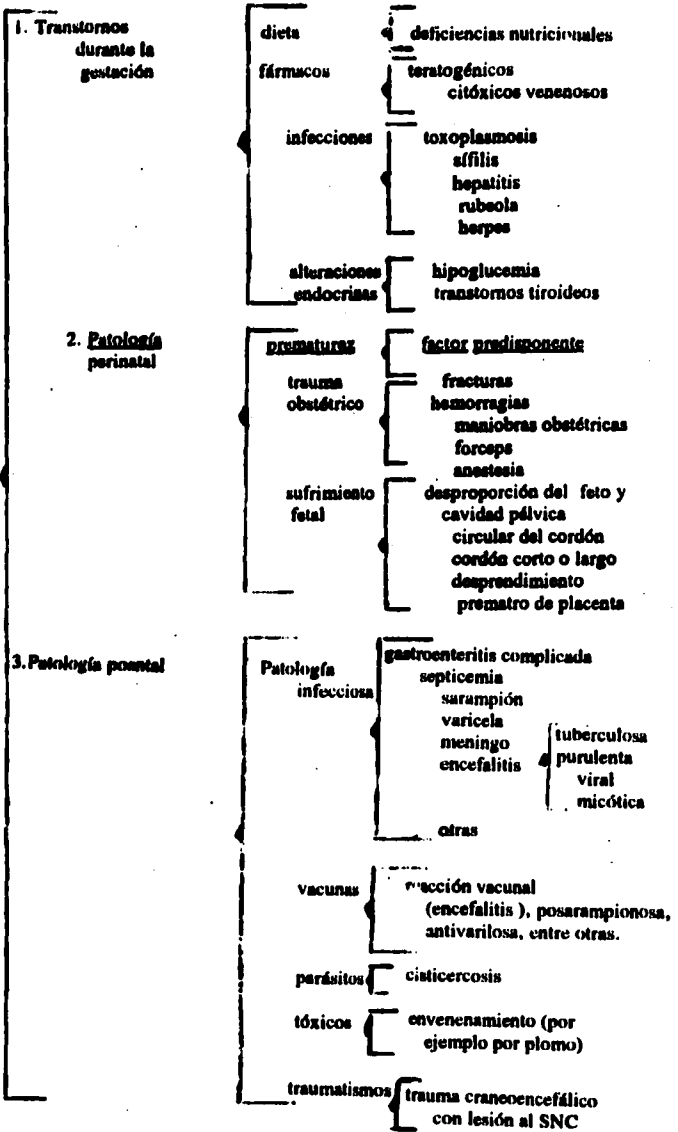 1. Transtornos durante la gestación
dieta
deficiencias nutricionales
fármacos
teratogénicos
citóxicos venenosos
infecciones
toxoplasmosis
sífilis
hepatitis
rubeola
herpes
alteraciones endocrinas
hipoglucemia
transtornos tiroideos
2. Patología perinatal
prematurez
factor predisponente
trauma obstétrico
fracturas
hemorragias
maniobras obstétricas
forceps
anestesia
sufrimiento fetal
desproporción del feto y
cavidad pélvica
circular del cordón
cordón corto o largo
desprendimiento
prematro de placenta
3. Patología posntal
Patología infecciosa
gastroenteritis complicada
septicemia
sarampión
varicela
meningo
encefalitis
tuberculosa
purulenta
viral
micótica
otras
vacunas
reacción vacunal
(encefalitis ), posarampionosa,
antivarilosa, entre otras.
parásitos
cisticercosis
tóxicos
envenenamiento (por
ejemplo por plomo)
traumatismos
trauma craneoencefálico
con lesión al SNC